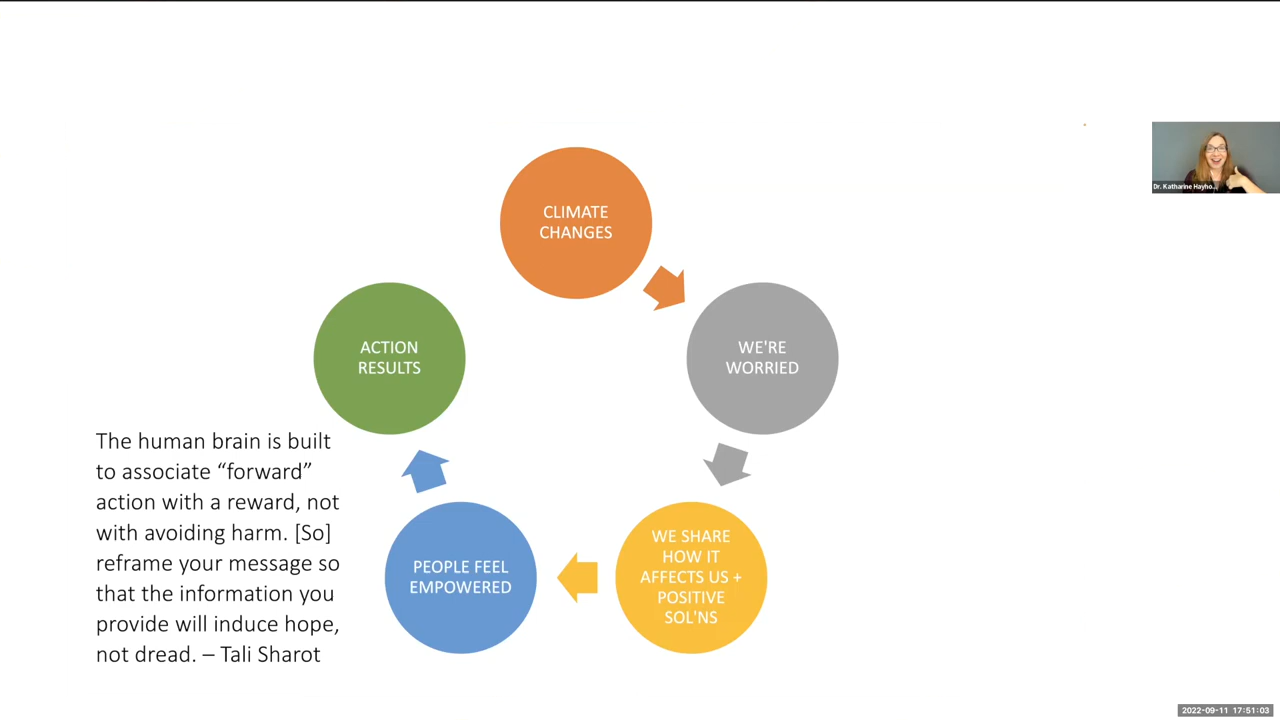 CLIMATE
CHANGES
Dr. Katharine Hayho...
ACTION
RESULTS
WE'RE
WORRIED
The human brain is built
to associate “forward”
action with a reward, not
with avoiding harm. [So]
reframe your message so
that the information you
provide will induce hope,
not dread. – Tali Sharot
PEOPLE FEEL
EMPOWERED
WE SHARE
HOW IT
AFFECTS US +
POSITIVE
SOL'NS
2022-09-11 17:51:03